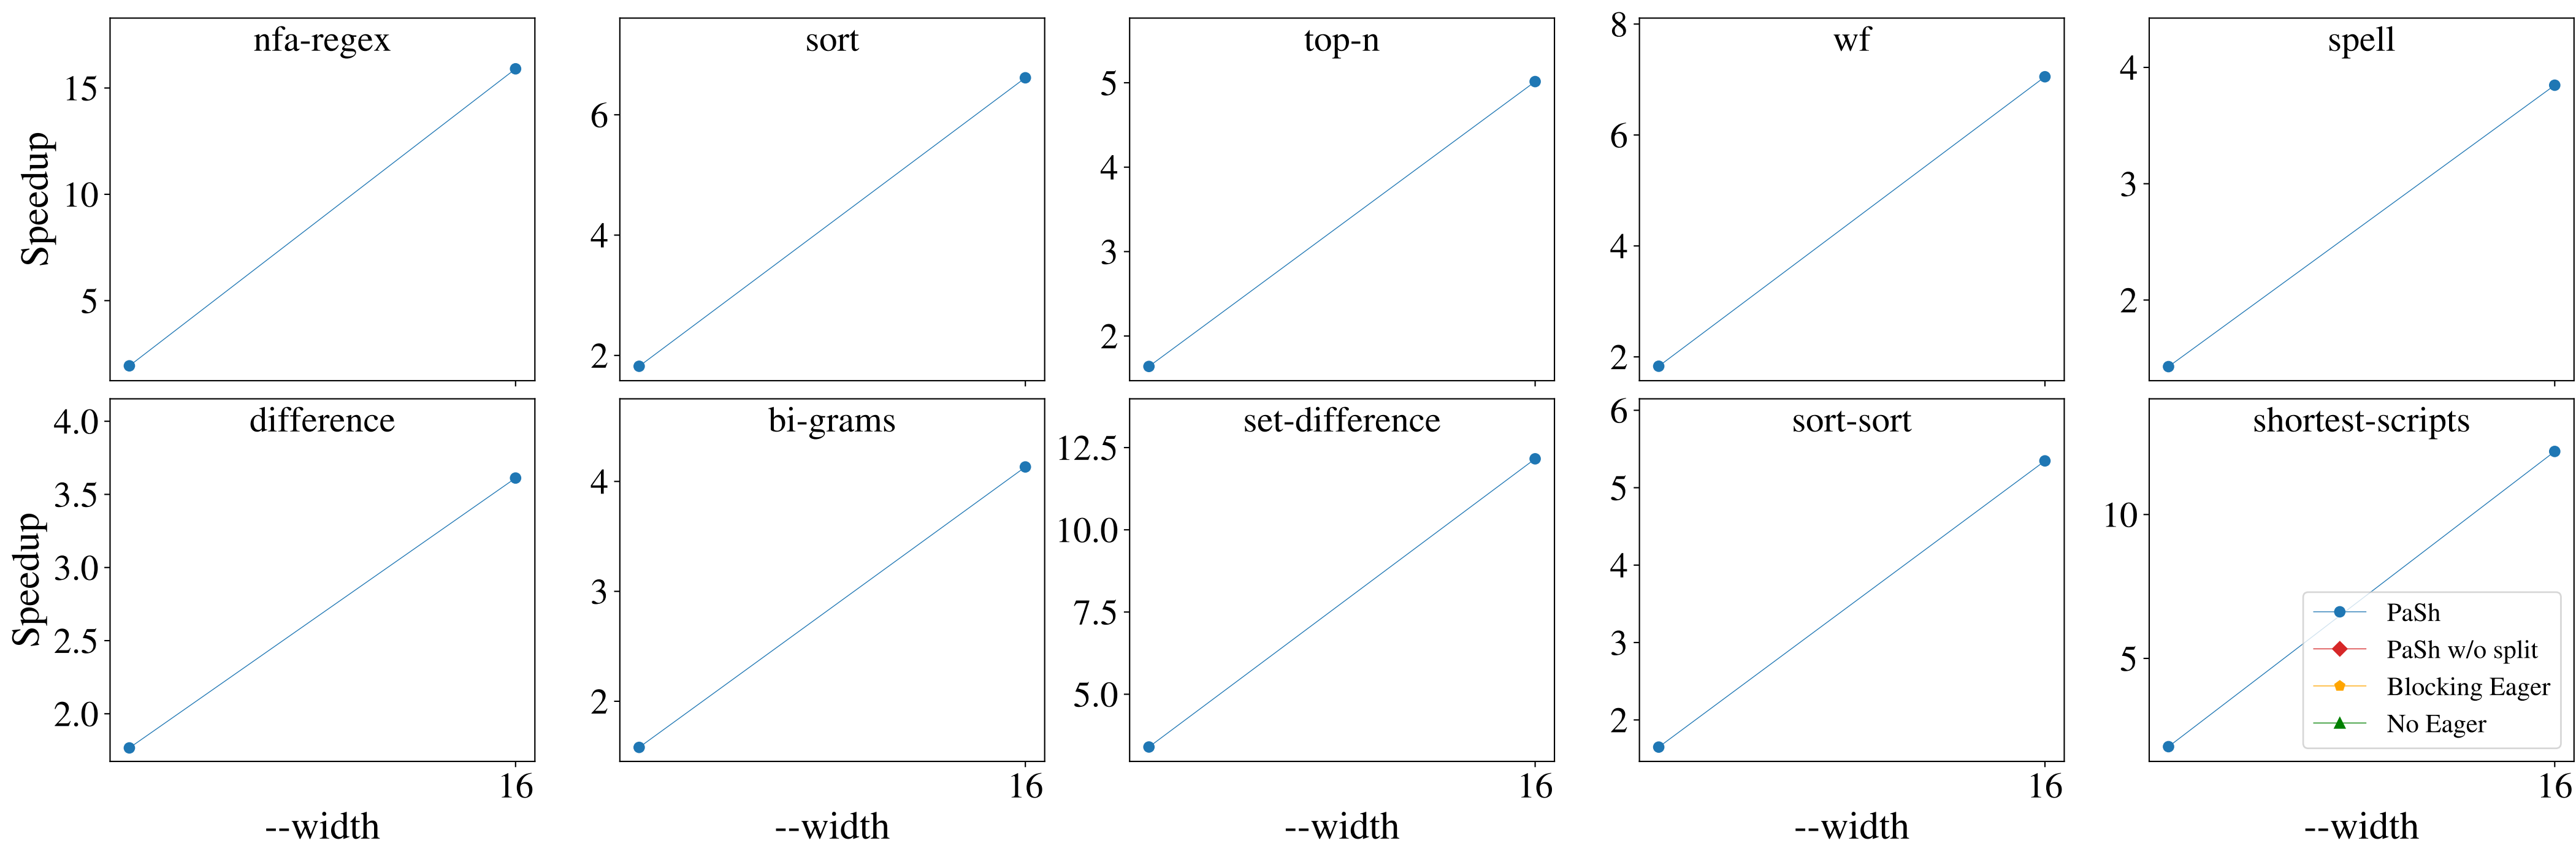 nfa-regex
Speedup
15
10
5
sort
6
4
2
top-n
5
4
3
2
wf
8
6
4
2
spell
4
3
2
difference
Speedup
4.0
3.5
3.0
2.5
2.0
16
--width
bi-grams
4
3
2
16
--width
set-difference
12.5
10.0
7.5
5.0
16
--width
sort-sort
6
5
4
3
2
16
--width
shortest-scripts
10
5
PaSh
PaSh w/o split
Blocking Eager
No Eager
16
--width